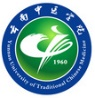 云南中医学院
1960
Yunnan University of Traditional Chinese Medicine